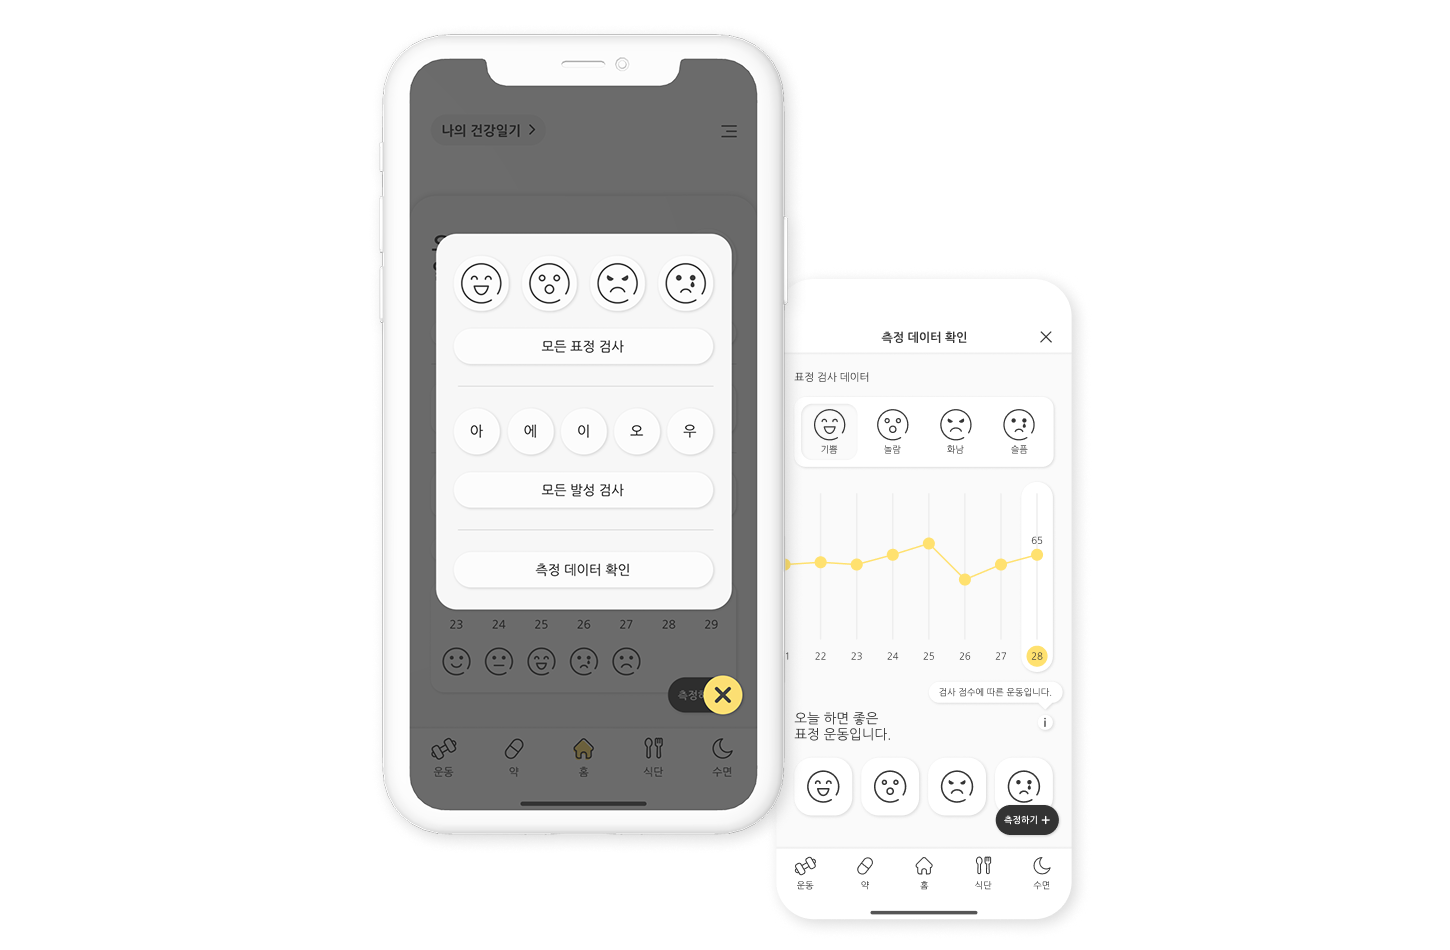 나의 건강일기
모든 표정 검사
아 에 이 오 우
모든 발성 검사
측정 데이터 확인
23 24 25 26 27 28 29
운동 약 홈 식단 수면
측정 데이터 확인
표정 검사 데이터
기쁨 놀람 화남 슬픔
65
22 23 24 25 26 27 28
검사 점수에 따른 운동입니다.
오늘 하면 좋은
표정 운동입니다.
i
측정하기 +
운동 약 홈 식단 수면